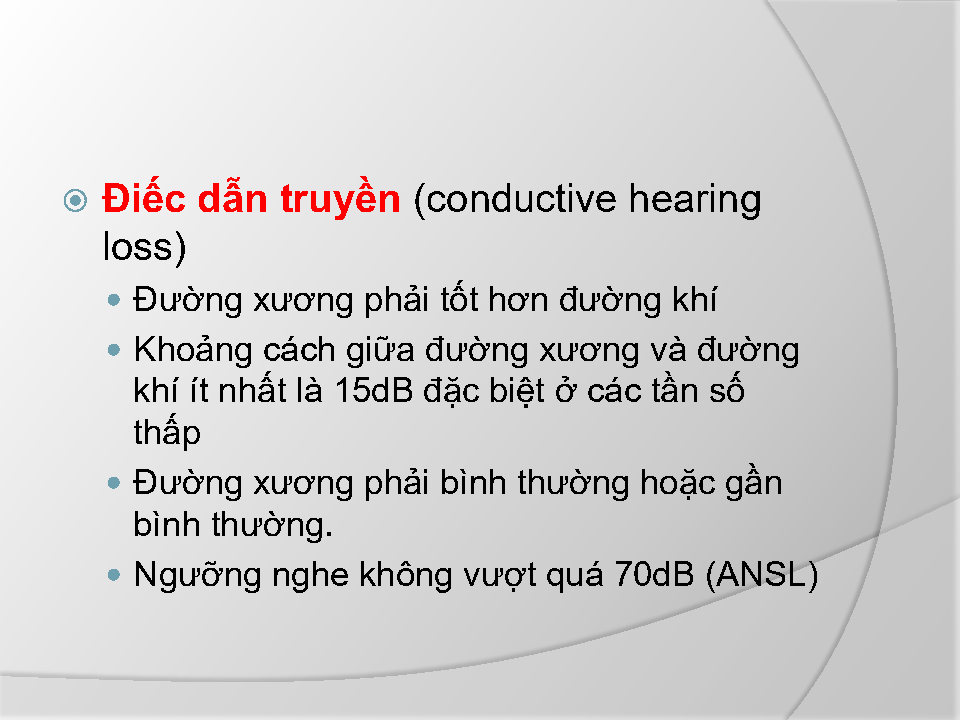 Điếc dẫn truyền (conductive hearing
loss)
Đường xương phải tốt hơn đường khí
Khoảng cách giữa đường xương và đường
khí ít nhất là 15dB đặc biệt ở các tần số
thấp
Đường xương phải bình thường hoặc gần
bình thường.
Ngưỡng nghe không vượt quá 70dB (ANSL)